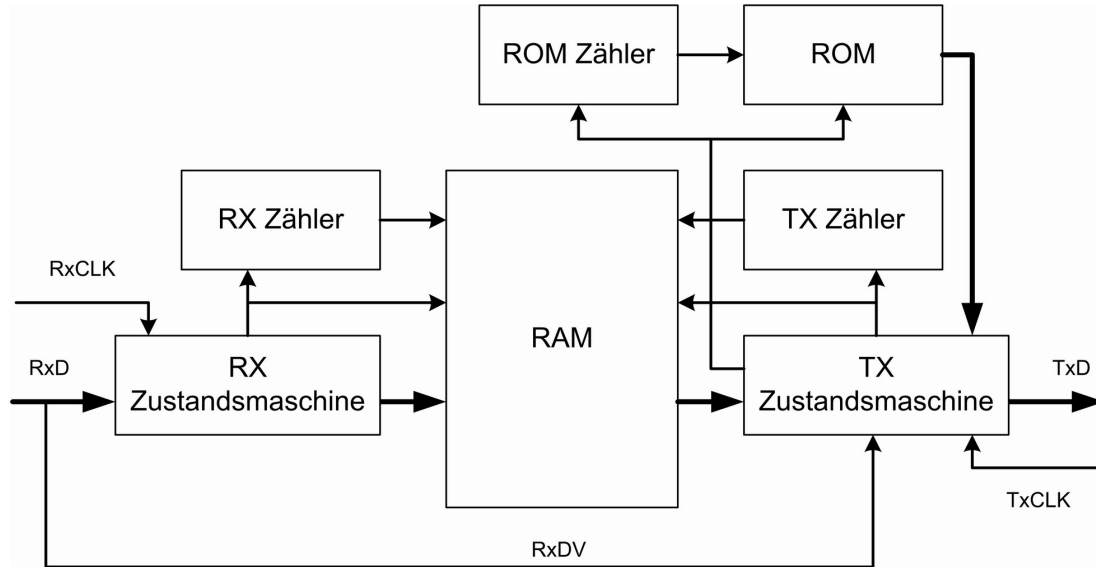 ROM Zähler
ROM
RX Zähler
TX Zähler
RxCLK
RAM
RxD
RX
Zustandsmaschine
TX
Zustandsmaschine
TxD
TxCLK
RxDV